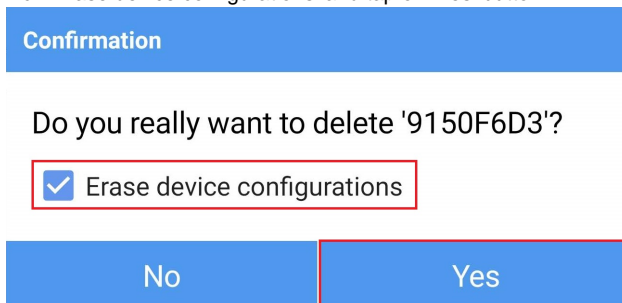 Confirmation
Do you really want to delete '9150F6D3'?
Erase device configurations
No
Yes